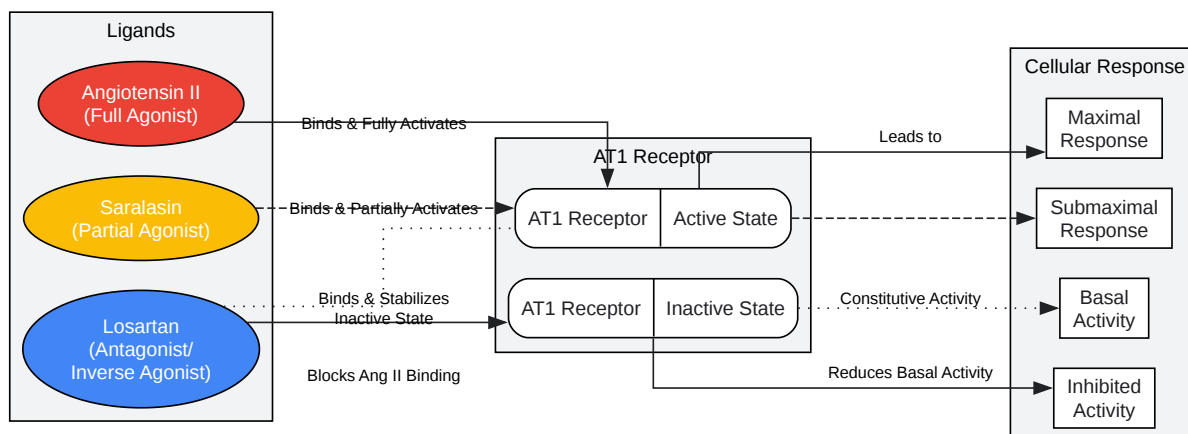 Ligands
Angiotensin II
(Full Agonist)
Saralasin
(Partial Agonist)
Losartan
(Antagonist/
Inverse Agonist)
Binds & Fully Activates
Binds & Partially Activates
Binds & Stabilizes
Inactive State
Blocks Ang II Binding
AT1 Receptor
AT1 Receptor
Active State
AT1 Receptor
Inactive State
Leads to
Constitutive Activity
Reduces Basal Activity
Cellular Response
Maximal
Response
Submaximal
Response
Basal
Activity
Inhibited
Activity